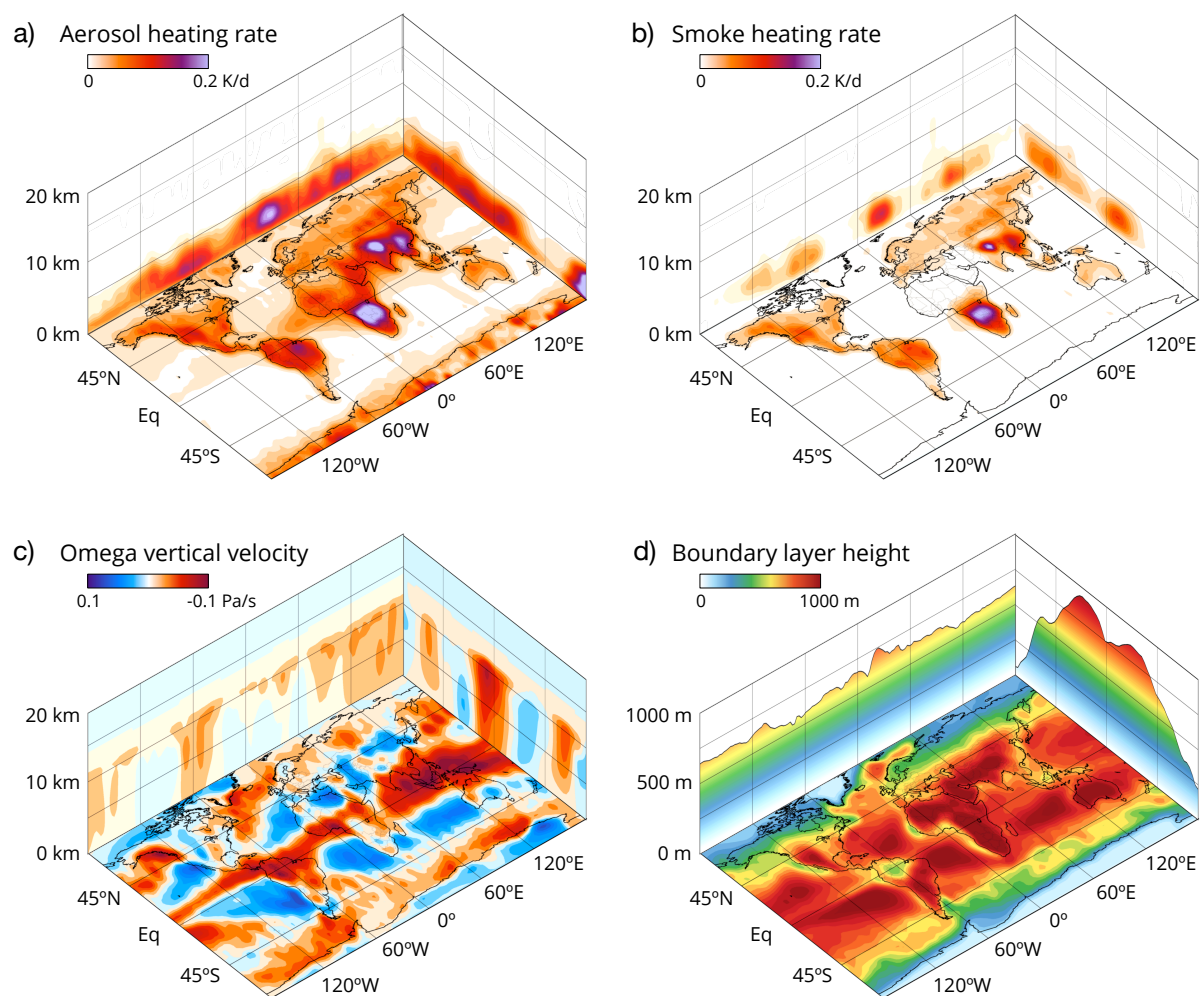 a) Aerosol heating rate
0 0.2 K/d
20 km
10 km
0 km
45ºN
Eq
45ºS
120ºW
60ºW
0º
60ºE
120ºE
b) Smoke heating rate
0 0.2 K/d
20 km
10 km
0 km
45ºN
Eq
45ºS
120ºW
60ºW
0º
60ºE
120ºE
c) Omega vertical velocity
0.1 -0.1 Pa/s
20 km
10 km
0 km
45ºN
Eq
45ºS
120ºW
60ºW
0º
60ºE
120ºE
d) Boundary layer height
0 1000 m
1000 m
500 m
0 m
45ºN
Eq
45ºS
120ºW
60ºW
0º
60ºE
120ºE